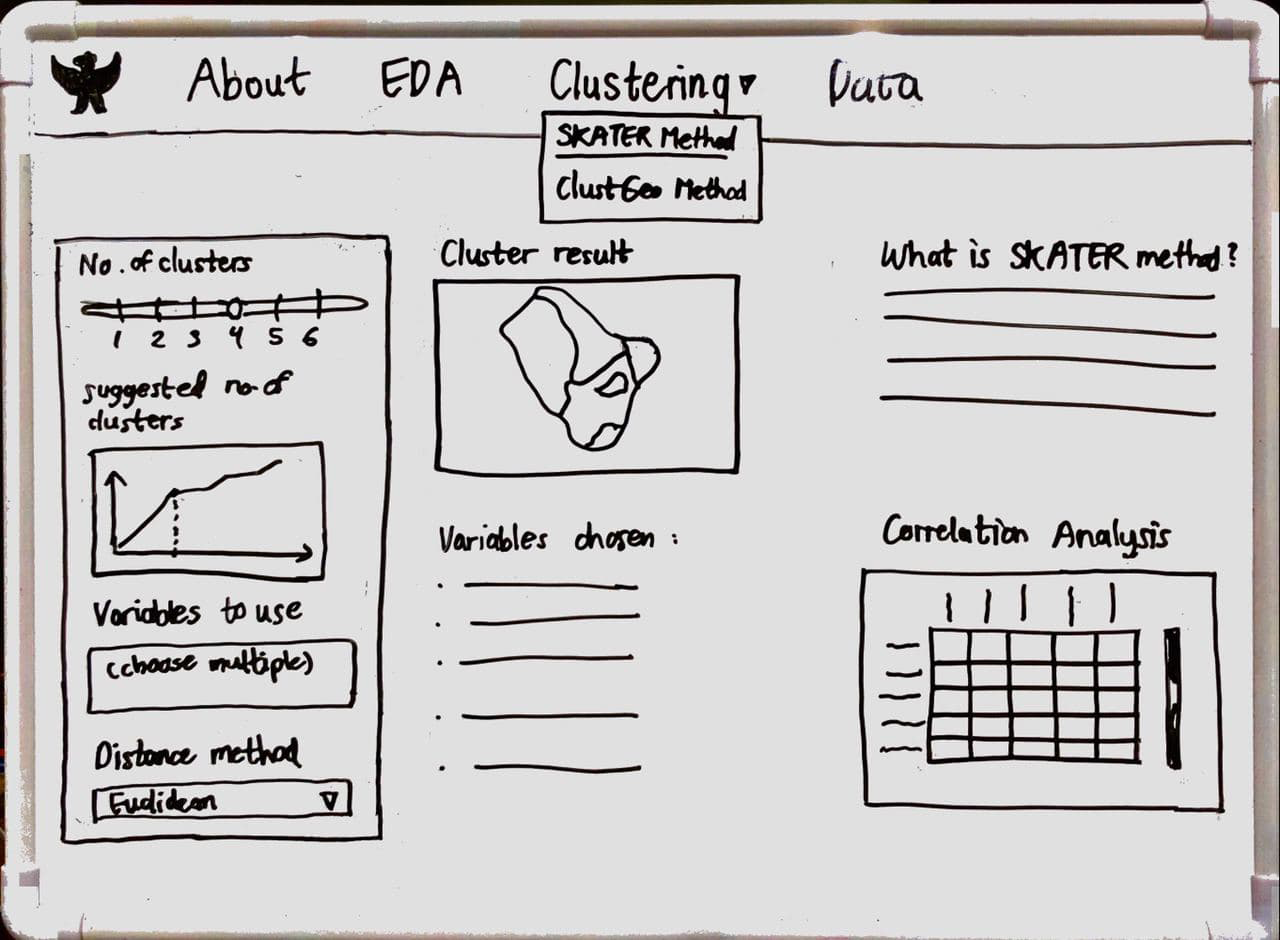 About EDA Clustering Data
SKATER Method
ClustGeo Method
No. of clusters
1 2 3 4 5 6
suggested no of
clusters
Variables to use
(choose multiple)
Distance method
Euclidean
Cluster result
Variables chosen :
What is SKATER method?
Correlation Analysis